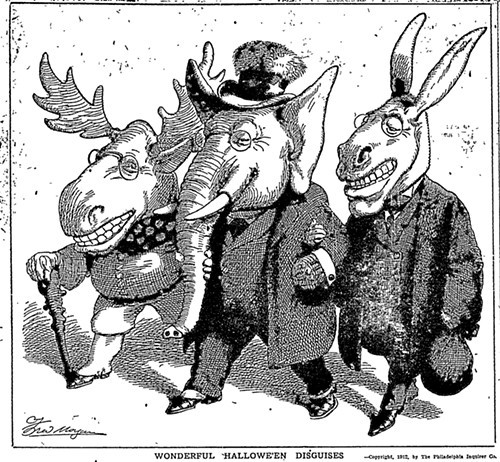 Fred Morgan
WONDERFUL HALLOWE'EN DISGUISES —Copyright, 1912, by The Philadelphia Inquirer Co.